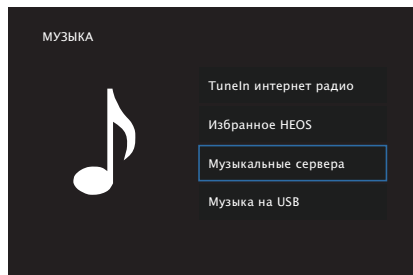 МУЗЫКА
TuneIn интернет радио
Избранное HEOS
Музыкальные сервера
Музыка на USB